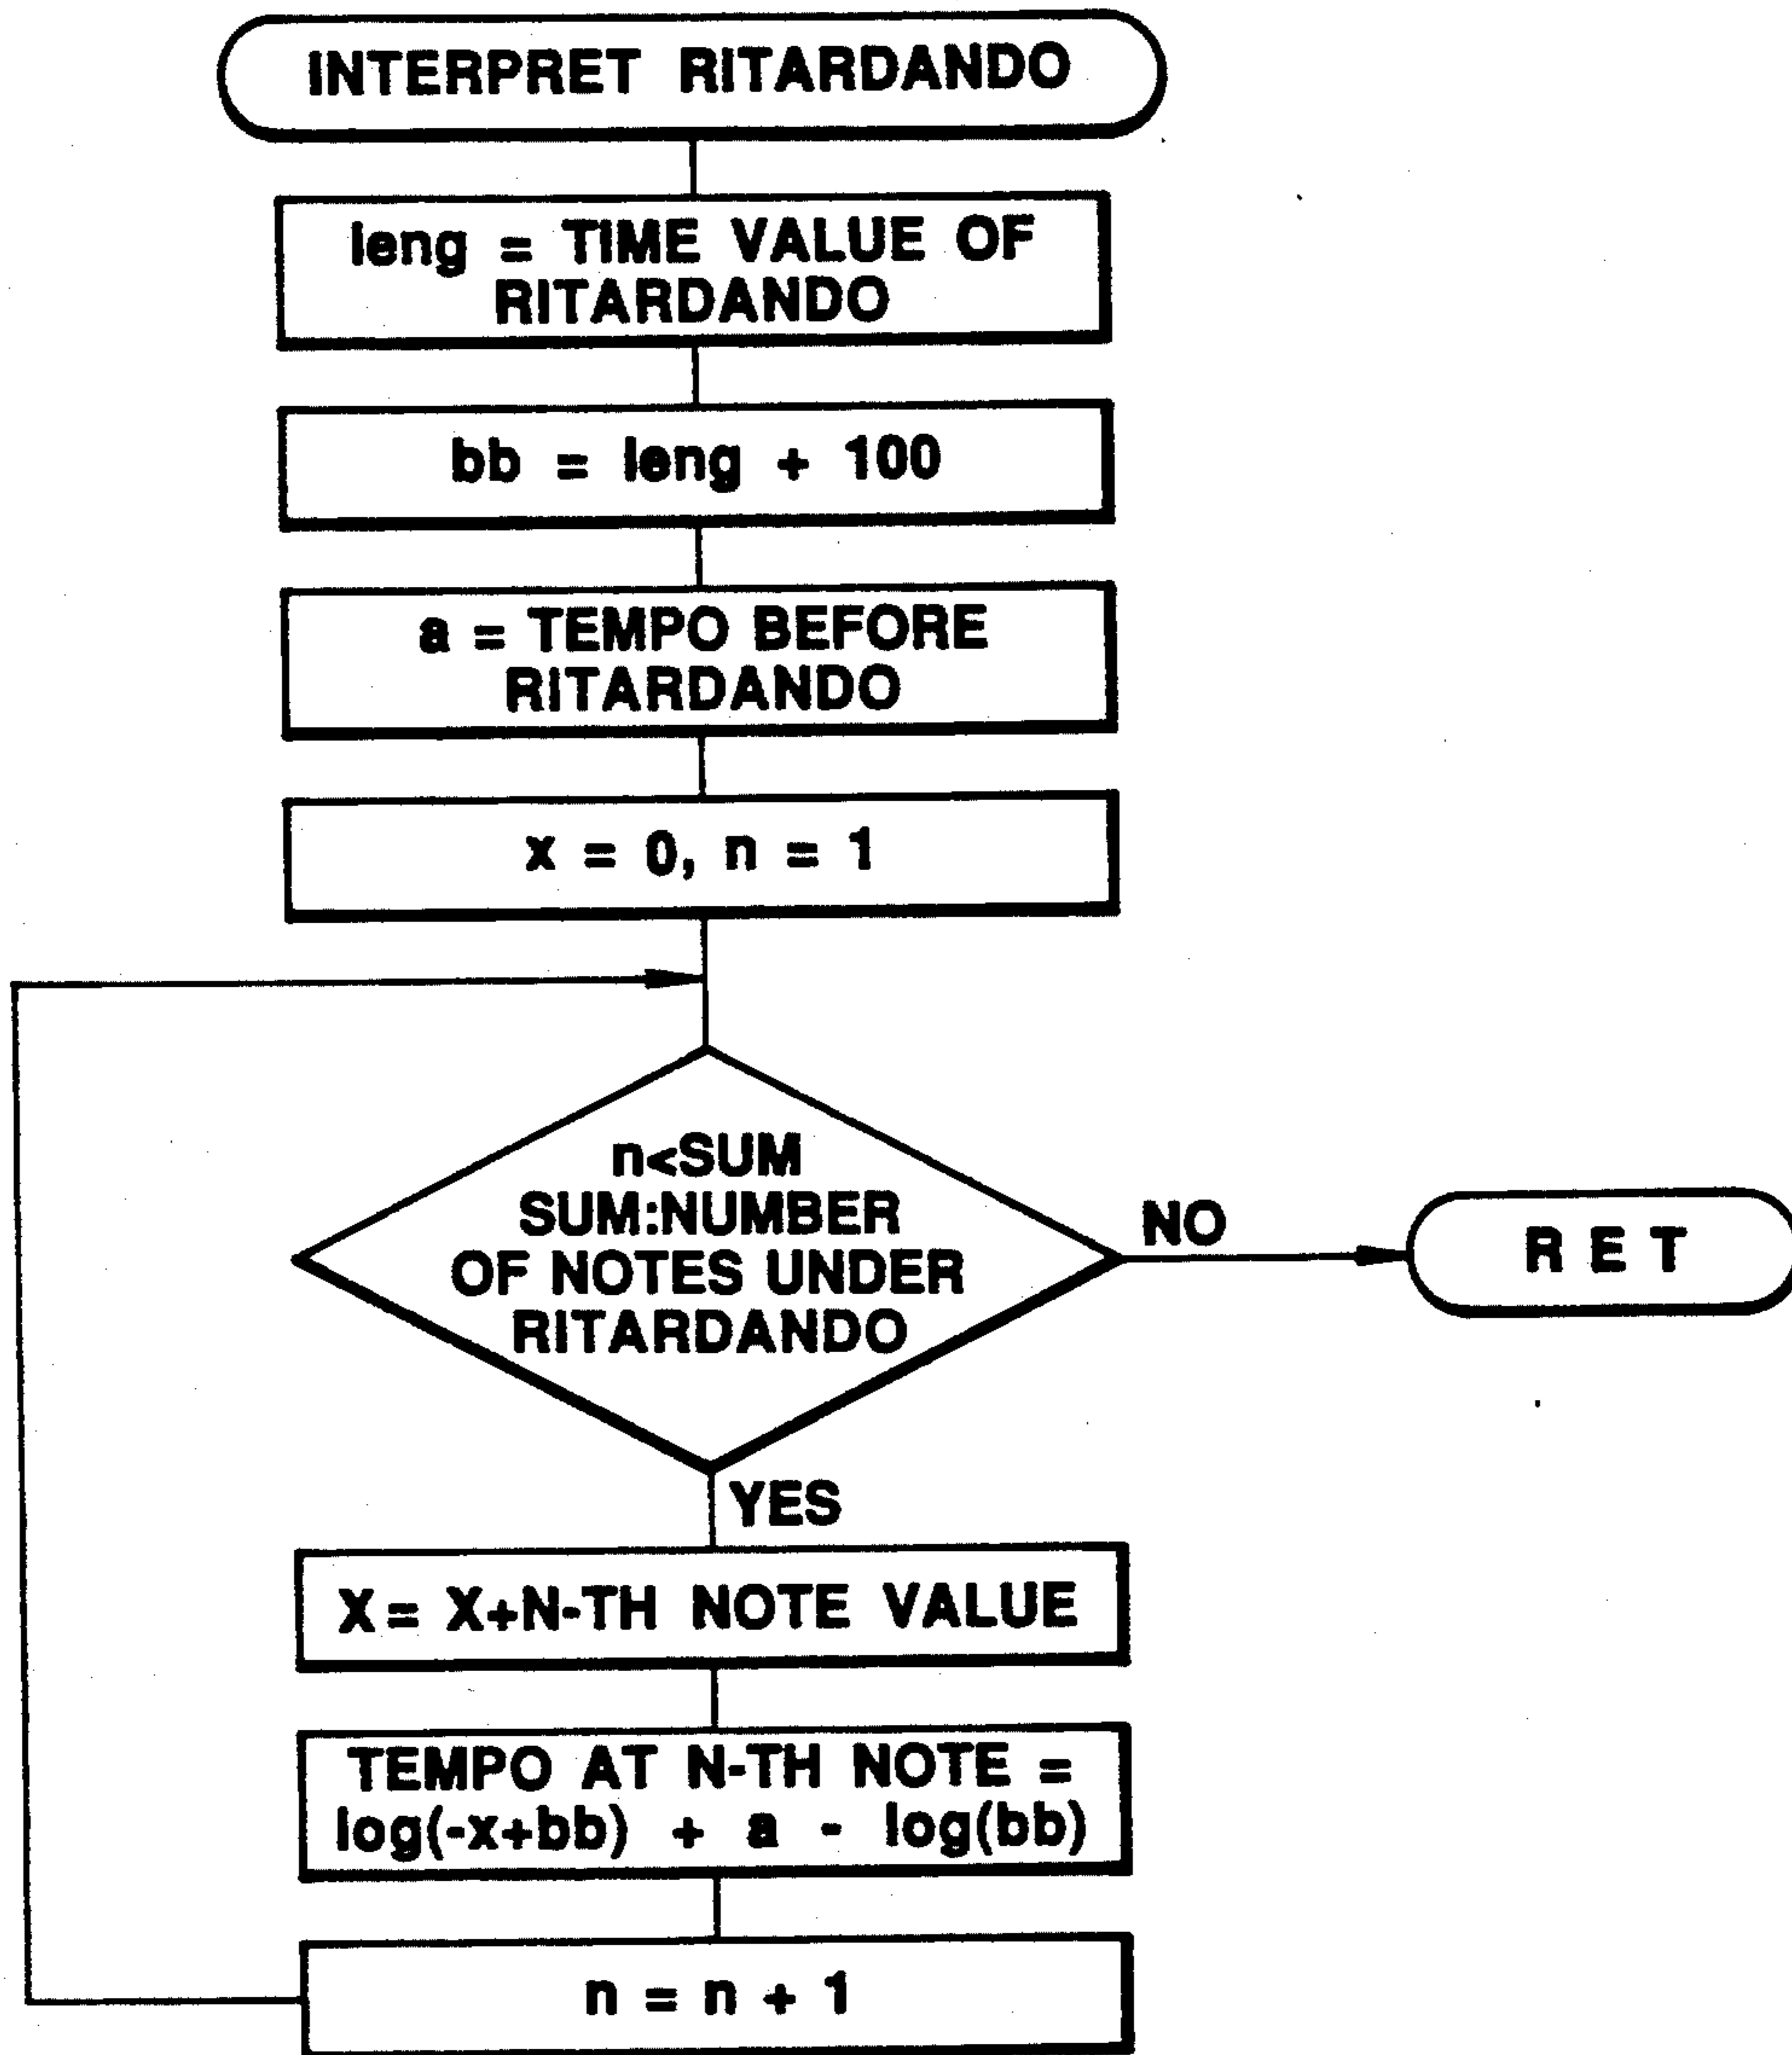 INTERPRET RITARDANDO
leng = TIME VALUE OF
RITARDANDO
bb = leng + 100
a = TEMPO BEFORE
RITARDANDO
x = 0, n = 1
n<SUM
SUM:NUMBER
OF NOTES UNDER
RITARDANDO
NO
RET
YES
X = X+N-TH NOTE VALUE
TEMPO AT N-TH NOTE =
log(-x+bb) + a - log(bb)
n = n + 1